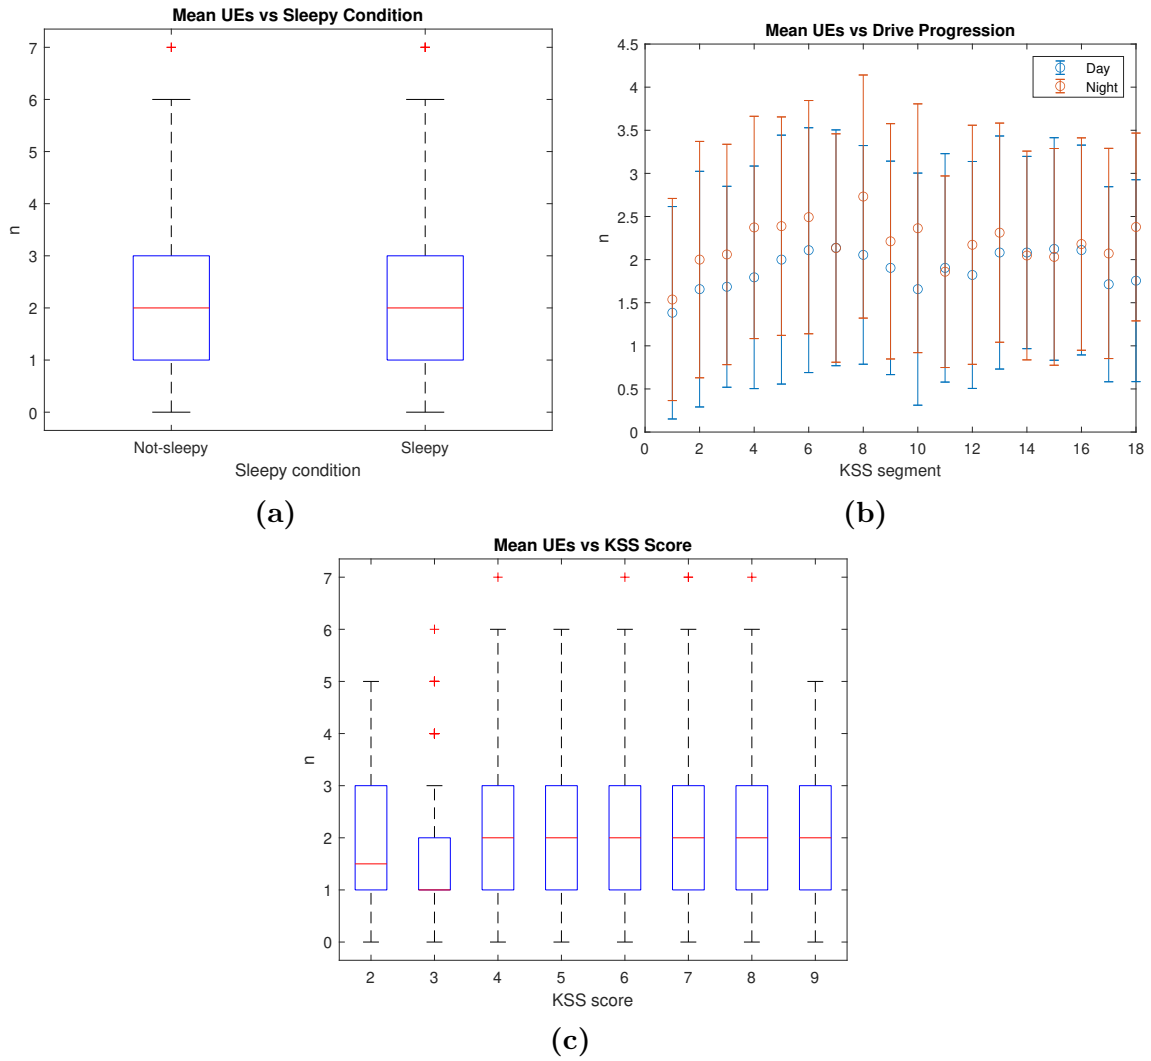 Mean UEs vs Sleepy Condition
7
6
5
4
3
2
1
0
n
Not-sleepy Sleepy
Sleepy condition
(a)
Mean UEs vs Drive Progression
4.5
4
3.5
3
2.5
2
1.5
1
0.5
0
n
Day
Night
0 2 4 6 8 10 12 14 16 18
KSS segment
(b)
Mean UEs vs KSS Score
7
6
5
4
3
2
1
0
n
2 3 4 5 6 7 8 9
KSS score
(c)